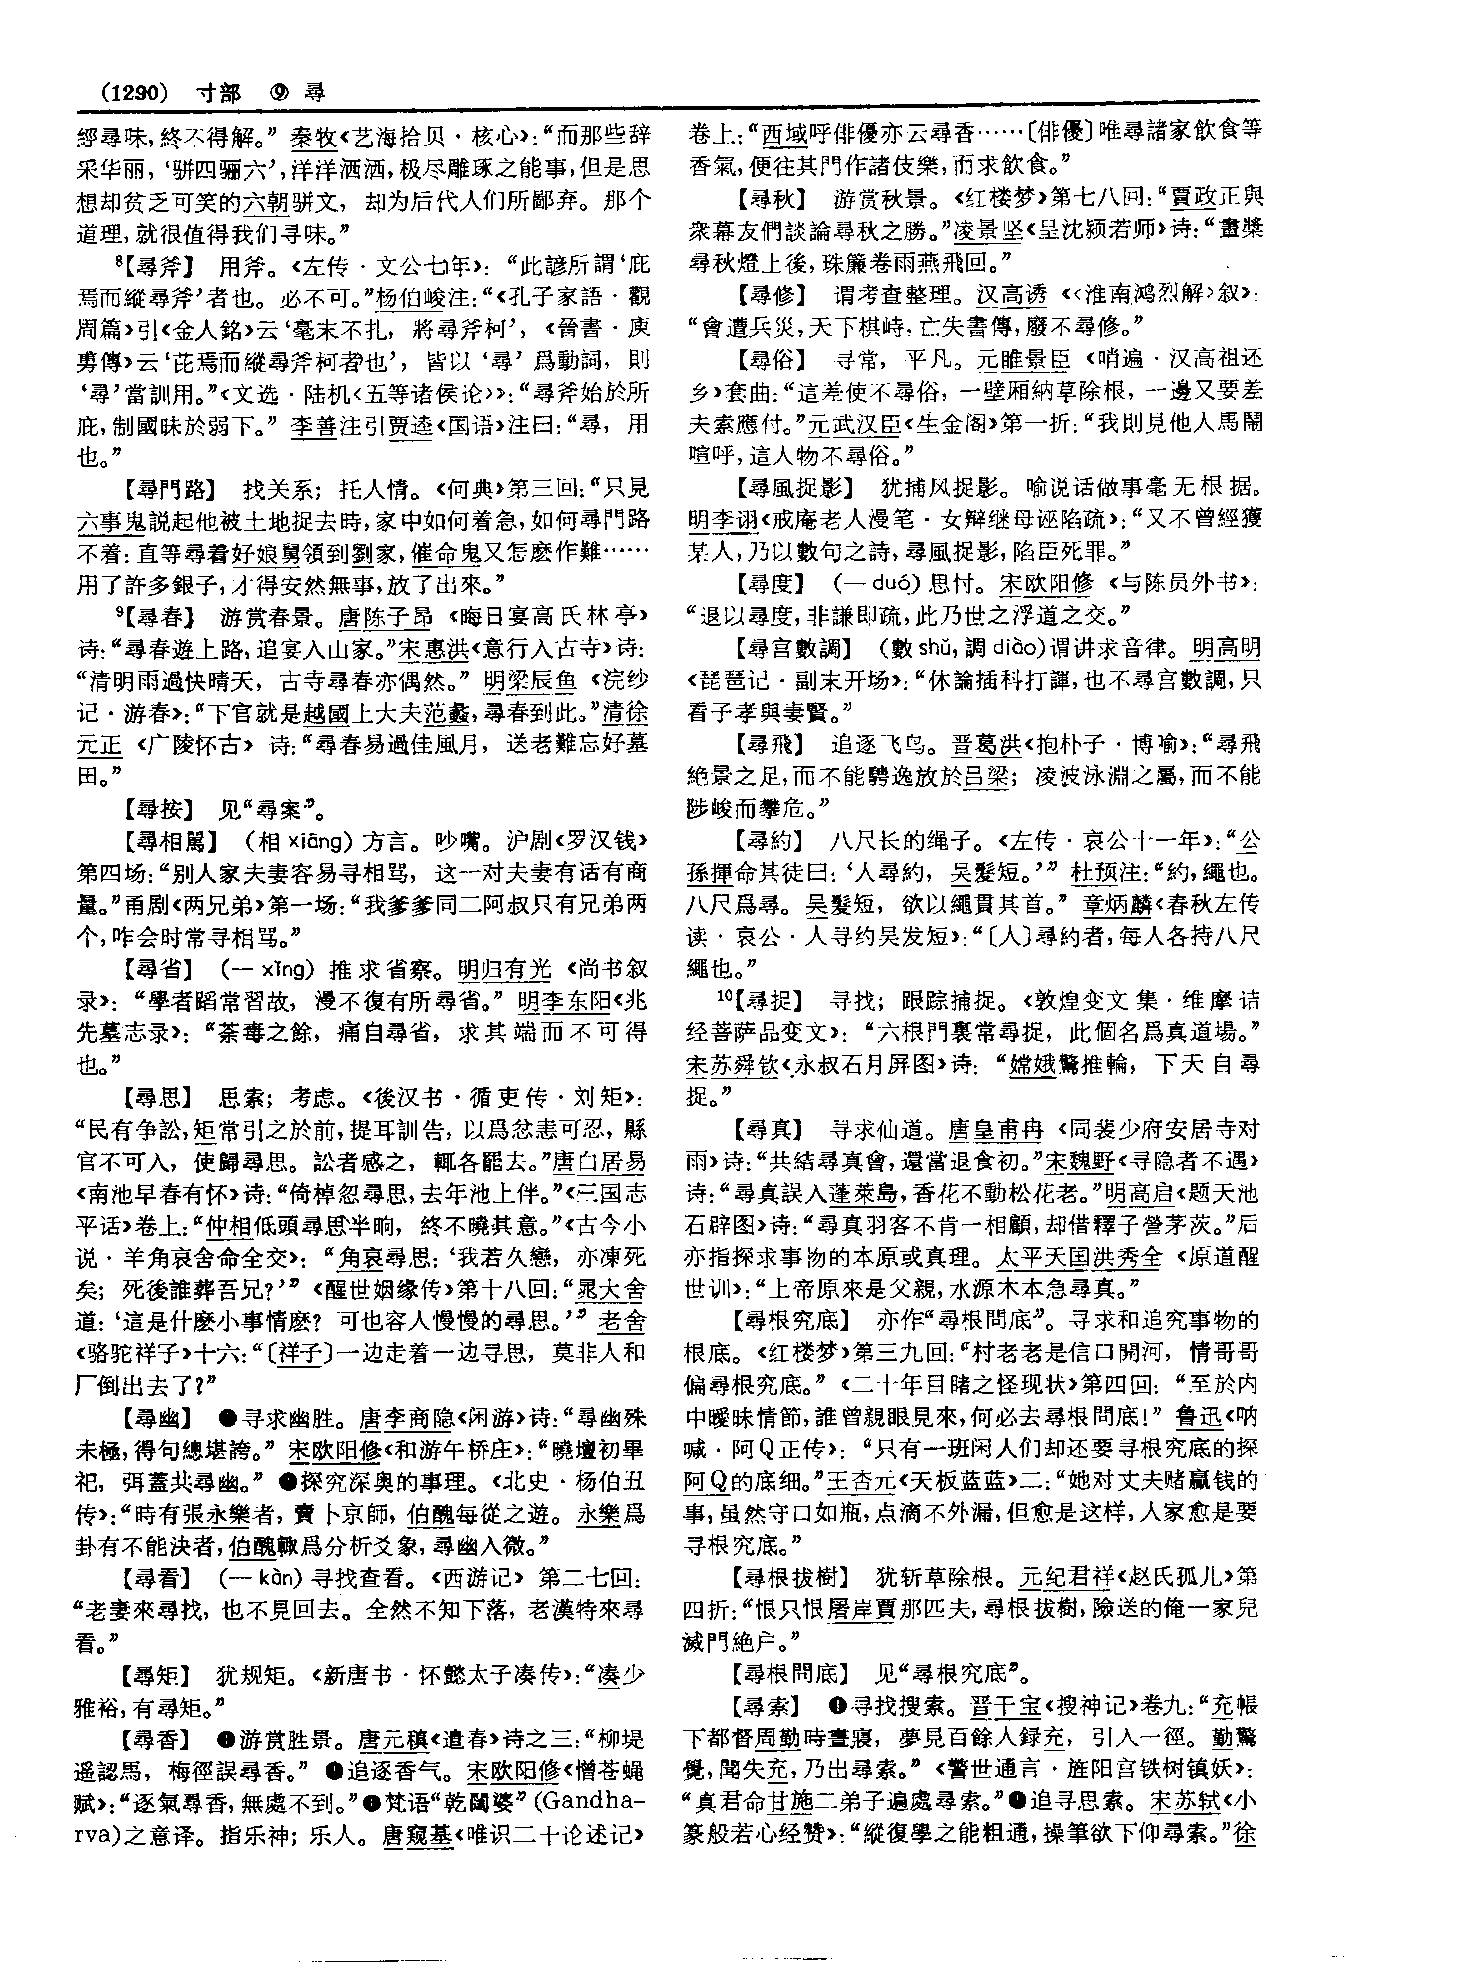 (1290) 寸部 ⑨ 尋
經尋味,終不得解。” 秦牧《艺海拾贝·核心》:“而那些辞
采华丽,‘骈四骊六’,洋洋洒洒,极尽雕琢之能事,但是思
想却贫乏可笑的六朝骈文, 却为后代人们所鄙弃。那个
道理,就很值得我们寻味。”
⁸【尋斧】 用斧。《左传·文公七年》: “此諺所謂‘庇
焉而縱尋斧’者也。必不可。”杨伯峻注:“《孔子家語·觀
周篇》引《金人銘》云‘毫末不扎, 將尋斧柯’, 《晉書·庾
旉傳》云‘芘焉而縱尋斧柯者也’, 皆以‘尋’爲動詞, 則
‘尋’當訓用。”《文选·陆机〈五等诸侯论〉》:“尋斧始於所
庇,制國昧於弱下。” 李善注引贾逵《国语》注曰:“尋, 用
也。”
【尋門路】 找关系; 托人情。《何典》第三回:“只見
六事鬼説起他被土地捉去時,家中如何着急,如何尋門路
不着: 直等尋着好娘舅領到劉家,催命鬼又怎麽作難……
用了許多銀子,才得安然無事,放了出來。”
⁹【尋春】 游赏春景。唐陈子昂《晦日宴高氏林亭》
诗:“尋春遊上路,追宴入山家。”宋惠洪《意行入古寺》诗:
“清明雨過快晴天, 古寺尋春亦偶然。” 明梁辰鱼《浣纱
记·游春》:“下官就是越國上大夫范蠡,尋春到此。”清徐
元正《广陵怀古》诗:“尋春易過佳風月, 送老難忘好墓
田。”
【尋按】 见“尋案”。
【尋相駡】 (相 xiāng) 方言。吵嘴。沪剧《罗汉钱》
第四场:“别人家夫妻容易寻相骂, 这一对夫妻有话有商
量。”甬剧《两兄弟》第一场:“我爹爹同二阿叔只有兄弟两
个,咋会时常寻相骂。”
【尋省】 (一 xǐng) 推求省察。明归有光《尚书叙
录》: “學者蹈常習故, 漫不復有所尋省。” 明李东阳《兆
先墓志录》: “荼毒之餘, 痛自尋省, 求其端而不可得
也。”
【尋思】 思索; 考虑。《後汉书·循吏传·刘矩》:
“民有争訟,矩常引之於前,提耳訓告, 以爲忿恚可忍, 縣
官不可入, 使歸尋思。訟者感之, 輒各罷去。”唐白居易
《南池早春有怀》诗:“倚棹忽尋思,去年池上伴。”《三国志
平话》卷上:“仲相低頭尋思半晌, 終不曉其意。”《古今小
说·羊角哀舍命全交》: “角哀尋思:‘我若久戀, 亦凍死
矣; 死後誰葬吾兄?’” 《醒世姻缘传》第十八回:“晁大舍
道:‘這是什麽小事情麽? 可也容人慢慢的尋思。’” 老舍
《骆驼祥子》十六:“〔祥子〕一边走着一边寻思, 莫非人和
厂倒出去了?”
【尋幽】 ❶寻求幽胜。唐李商隐《闲游》诗:“尋幽殊
未極,得句總堪誇。” 宋欧阳修《和游午桥庄》:“曉壇初畢
祀, 弭蓋共尋幽。” ❷探究深奥的事理。《北史·杨伯丑
传》:“時有張永樂者, 賣卜京師, 伯醜每從之遊。永樂爲
卦有不能決者,伯醜輒爲分析爻象,尋幽入微。”
【尋看】 (一 kàn) 寻找查看。《西游记》第二七回:
“老妻來尋找, 也不見回去。全然不知下落, 老漢特來尋
看。”
【尋矩】 犹规矩。《新唐书·怀懿太子凑传》:“凑少
雅裕,有尋矩。”
【尋香】 ❶游赏胜景。唐元稹《遣春》诗之三:“柳堤
遥認馬, 梅徑誤尋香。” ❷追逐香气。宋欧阳修《憎苍蝇
赋》:“逐氣尋香,無處不到。”❸梵语“乾闥婆”(Gandha-
rva)之意译。指乐神; 乐人。唐窥基《唯识二十论述记》
卷上:“西域呼俳優亦云尋香……〔俳優〕唯尋諸家飲食等
香氣,便往其門作諸伎樂,而求飲食。”
【尋秋】 游赏秋景。《红楼梦》第七八回:“賈政正與
衆幕友們談論尋秋之勝。”凌景坚《呈沈颖若师》诗:“畫槳
尋秋燈上後,珠簾卷雨燕飛回。”
【尋修】 谓考查整理。汉高诱《〈淮南鸿烈解〉叙》:
“會遭兵災,天下棋峙,亡失書傳,廢不尋修。”
【尋俗】 寻常, 平凡。元睢景臣《哨遍·汉高祖还
乡》套曲:“這差使不尋俗, 一壁厢納草除根, 一邊又要差
夫索應付。”元武汉臣《生金阁》第一折:“我則見他人馬鬧
喧呼,這人物不尋俗。”
【尋風捉影】 犹捕风捉影。喻说话做事毫无根据。
明李诩《戒庵老人漫笔·女辩继母诬陷疏》:“又不曾經獲
某人,乃以數句之詩,尋風捉影,陷臣死罪。”
【尋度】 (一 duó) 思忖。宋欧阳修《与陈员外书》:
“退以尋度,非謙即疏,此乃世之浮道之交。”
【尋宫數調】 (數 shǔ,調 diào)谓讲求音律。明高明
《琵琶记·副末开场》:“休論插科打諢,也不尋宫數調,只
看子孝與妻賢。”
【尋飛】 追逐飞鸟。晋葛洪《抱朴子·博喻》:“尋飛
絶景之足,而不能騁逸放於吕梁; 凌波泳淵之屬,而不能
陟峻而攀危。”
【尋約】 八尺长的绳子。《左传·哀公十一年》:“公
孫揮命其徒曰:‘人尋約, 吴髮短。’” 杜预注:“約,繩也。
八尺爲尋。吴髮短, 欲以繩貫其首。” 章炳麟《春秋左传
读·哀公·人寻约吴发短》:“〔人〕尋約者,每人各持八尺
繩也。”
¹⁰【尋捉】 寻找; 跟踪捕捉。《敦煌变文集·维摩诘
经菩萨品变文》: “六根門裏常尋捉, 此個名爲真道場。”
宋苏舜钦《永叔石月屏图》诗: “嫦娥驚推輪, 下天自尋
捉。”
【尋真】 寻求仙道。唐皇甫冉《同裴少府安居寺对
雨》诗:“共結尋真會,還當退食初。”宋魏野《寻隐者不遇》
诗:“尋真誤入蓬萊島,香花不動松花老。”明高启《题天池
石辟图》诗:“尋真羽客不肯一相顧,却借釋子營茅茨。”后
亦指探求事物的本原或真理。太平天国洪秀全《原道醒
世训》:“上帝原來是父親,水源木本急尋真。”
【尋根究底】 亦作“尋根問底”。寻求和追究事物的
根底。《红楼梦》第三九回:“村老老是信口開河, 情哥哥
偏尋根究底。” 《二十年目睹之怪现状》第四回: “至於内
中曖昧情節,誰曾親眼見來,何必去尋根問底!” 鲁迅《呐
喊·阿Q正传》: “只有一班闲人们却还要寻根究底的探
阿Q的底细。”王杏元《天板蓝蓝》二:“她对丈夫赌赢钱的
事,虽然守口如瓶,点滴不外漏,但愈是这样,人家愈是要
寻根究底。”
【尋根拔樹】 犹斩草除根。元纪君祥《赵氏孤儿》第
四折:“恨只恨屠岸賈那匹夫,尋根拔樹,險送的俺一家兒
滅門絶户。”
【尋根問底】 见“尋根究底”。
【尋索】 ❶寻找搜索。晋干宝《搜神记》卷九:“充帳
下都督周勤時晝寢, 夢見百餘人録充, 引入一徑。勤驚
覺,聞失充,乃出尋索。” 《警世通言·旌阳宫铁树镇妖》:
“真君命甘施二弟子遍處尋索。”❷追寻思索。宋苏轼《小
篆般若心经赞》:“縱復學之能粗通,操筆欲下仰尋索。”徐